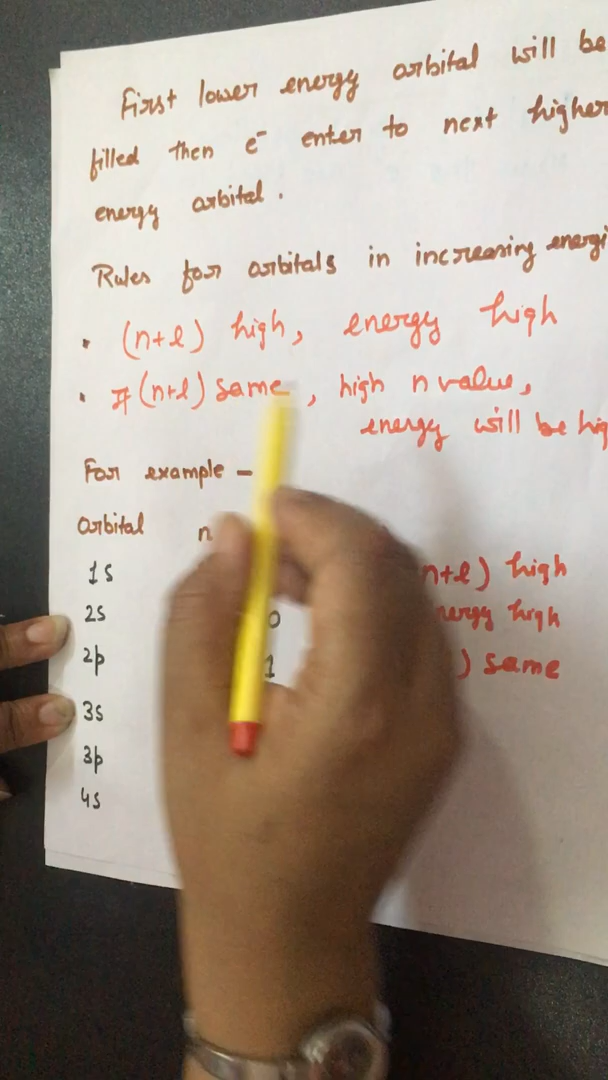 First lower energy orbital will be
filled then e⁻ enter to next higher
energy orbital.
Rules for orbitals in increasing energi
• (n+l) high, energy high
• If (n+l) same, high n value,
energy will be hig
For example -
Orbital n
1s n+l) high
2s 0 nergy high
2p 1 ) same
3s
3p
4s